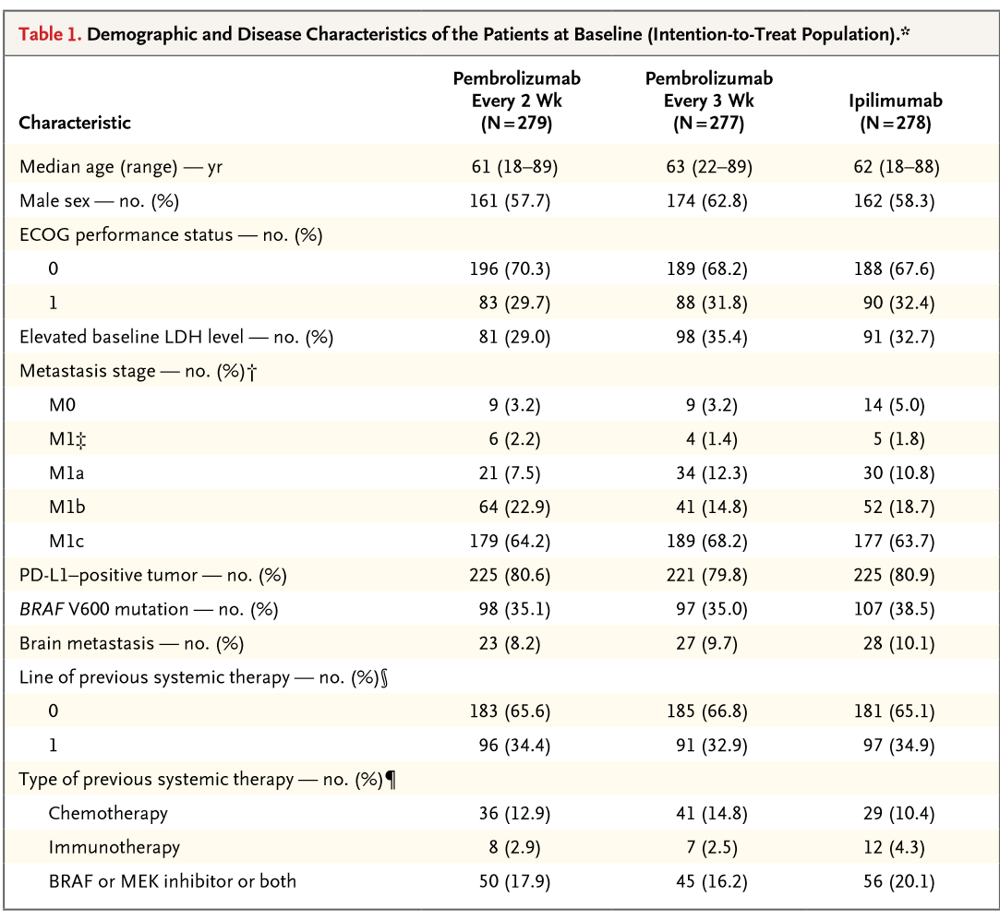 Table 1. Demographic and Disease Characteristics of the Patients at Baseline (Intention-to-Treat Population).*
Characteristic Pembrolizumab Every 2 Wk (N=279) Pembrolizumab Every 3 Wk (N=277) Ipilimumab (N=278)
Median age (range) — yr 61 (18–89) 63 (22–89) 62 (18–88)
Male sex — no. (%) 161 (57.7) 174 (62.8) 162 (58.3)
ECOG performance status — no. (%)
0 196 (70.3) 189 (68.2) 188 (67.6)
1 83 (29.7) 88 (31.8) 90 (32.4)
Elevated baseline LDH level — no. (%) 81 (29.0) 98 (35.4) 91 (32.7)
Metastasis stage — no. (%)†
M0 9 (3.2) 9 (3.2) 14 (5.0)
M1‡ 6 (2.2) 4 (1.4) 5 (1.8)
M1a 21 (7.5) 34 (12.3) 30 (10.8)
M1b 64 (22.9) 41 (14.8) 52 (18.7)
M1c 179 (64.2) 189 (68.2) 177 (63.7)
PD-L1–positive tumor — no. (%) 225 (80.6) 221 (79.8) 225 (80.9)
BRAF V600 mutation — no. (%) 98 (35.1) 97 (35.0) 107 (38.5)
Brain metastasis — no. (%) 23 (8.2) 27 (9.7) 28 (10.1)
Line of previous systemic therapy — no. (%)§
0 183 (65.6) 185 (66.8) 181 (65.1)
1 96 (34.4) 91 (32.9) 97 (34.9)
Type of previous systemic therapy — no. (%)¶
Chemotherapy 36 (12.9) 41 (14.8) 29 (10.4)
Immunotherapy 8 (2.9) 7 (2.5) 12 (4.3)
BRAF or MEK inhibitor or both 50 (17.9) 45 (16.2) 56 (20.1)